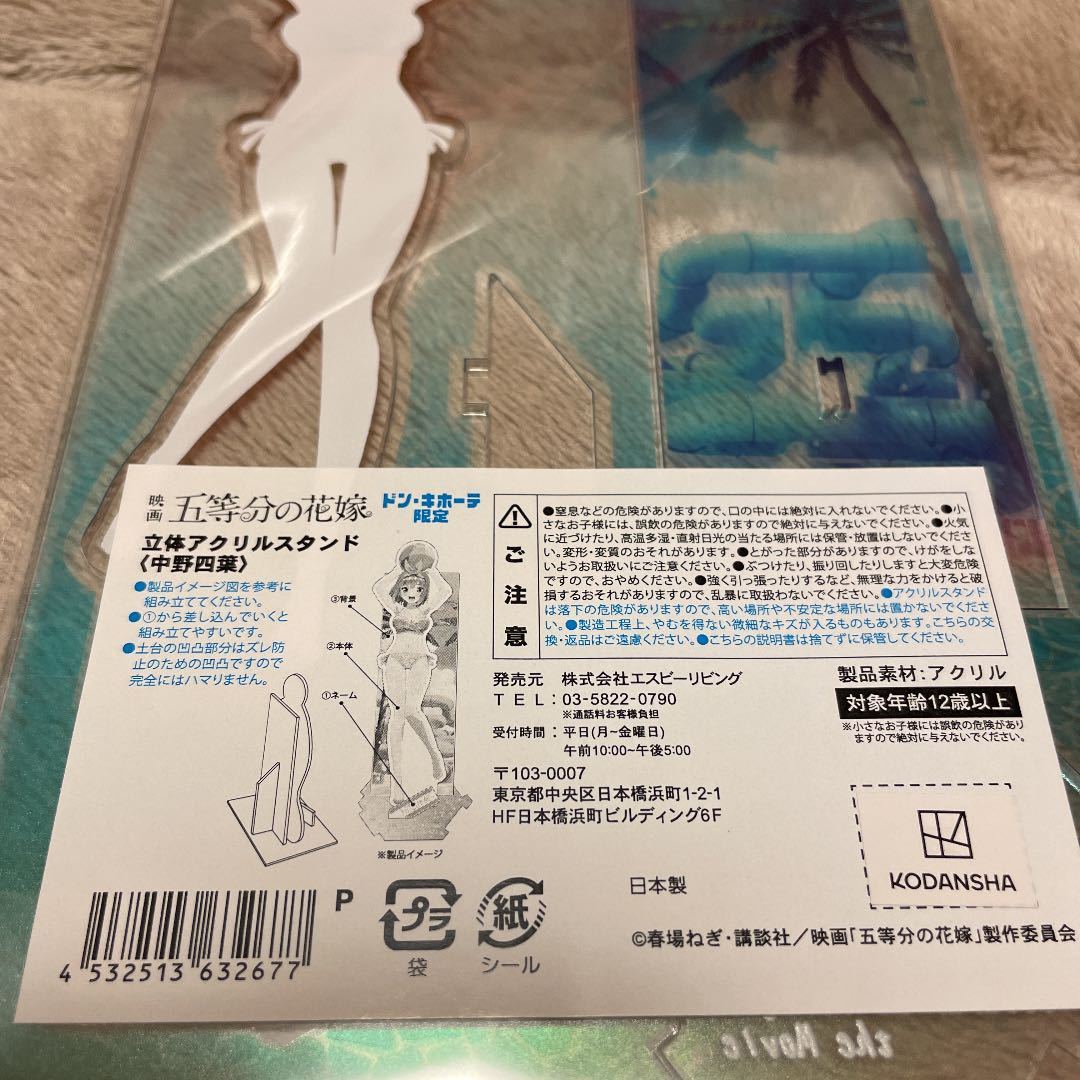 映画 五等分の花嫁 ドン・キホーテ限定
立体アクリルスタンド
〈中野四葉〉
●製品イメージ図を参考に
組み立ててください。
●①から差し込んでいくと
組み立てやすいです。
●土台の凹凸部分はズレ防
止のための凹凸ですので
完全にはハマりません。
③背景
②本体
①ネーム
※製品イメージ
ご注意
●窒息などの危険がありますので、口の中には絶対に入れないでください。●小
さなお子様には、誤飲の危険がありますので絶対に与えないでください。●火気
に近づけたり、高温多湿・直射日光の当たる場所には保管・放置はしないでくださ
い。変形・変質のおそれがあります。●とがった部分がありますので、けがをしな
いようお取扱いにご注意ください。●ぶつけたり、振り回したりしますと大変危険
ですので、おやめください。●強く引っ張ったりするなど、無理な力をかけると破
損するおそれがありますので、乱暴に取扱わないでください。●アクリルスタンド
は落下の危険がありますので、高い場所や不安定な場所には置かないでくださ
い。●製造工程上、やむを得ない微細なキズが入るものもあります。こちらの交
換・返品はご遠慮ください。●こちらの説明書は捨てずに保管してください。
発売元 株式会社エスピーリビング
TEL:03-5822-0790
※通話料お客様負担
受付時間:平日(月~金曜日)
午前10:00~午後5:00
〒103-0007
東京都中央区日本橋浜町1-2-1
HF日本橋浜町ビルディング6F
製品素材:アクリル
対象年齢12歳以上
※小さなお子様には誤飲の危険があり
ますので絶対に与えないでください。
KODANSHA
日本製
©春場ねぎ・講談社/映画「五等分の花嫁」製作委員会
P
プラ
袋
紙
シール
4 532513 632677
the Movie